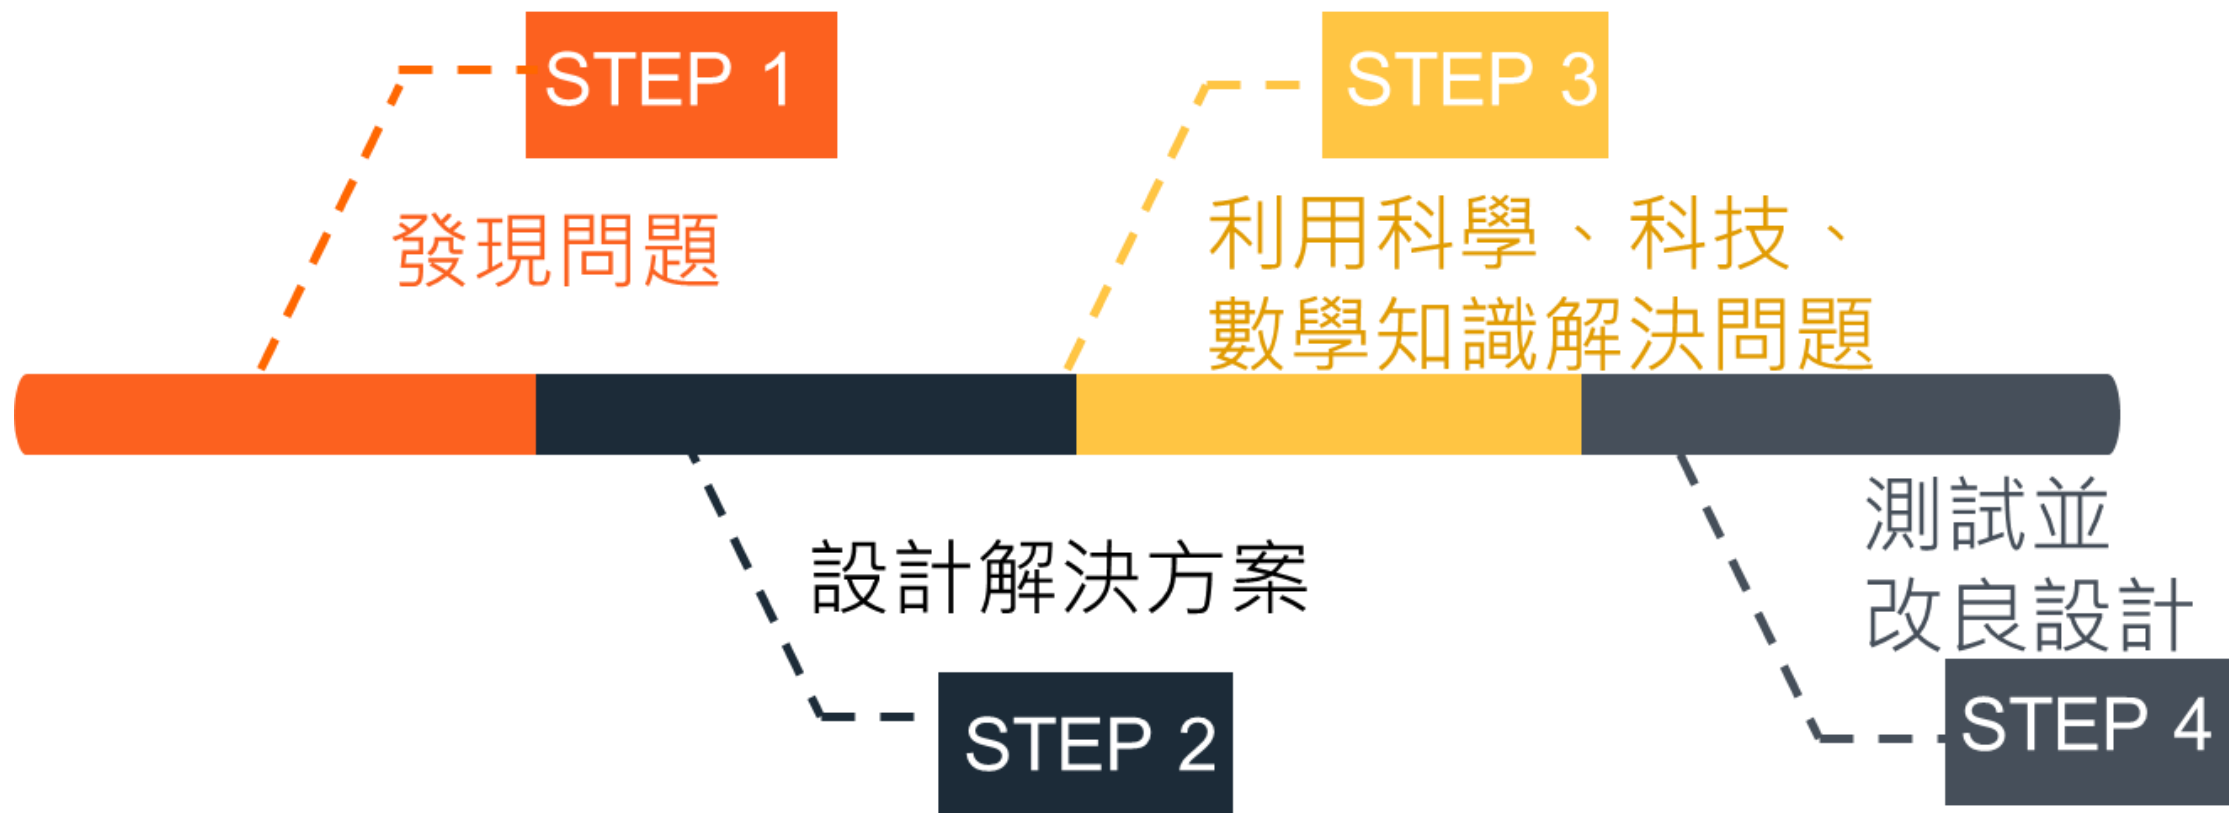 STEP 1
發現問題
設計解決方案
STEP 2
STEP 3
利用科學、科技、
數學知識解決問題
測試並
改良設計
STEP 4